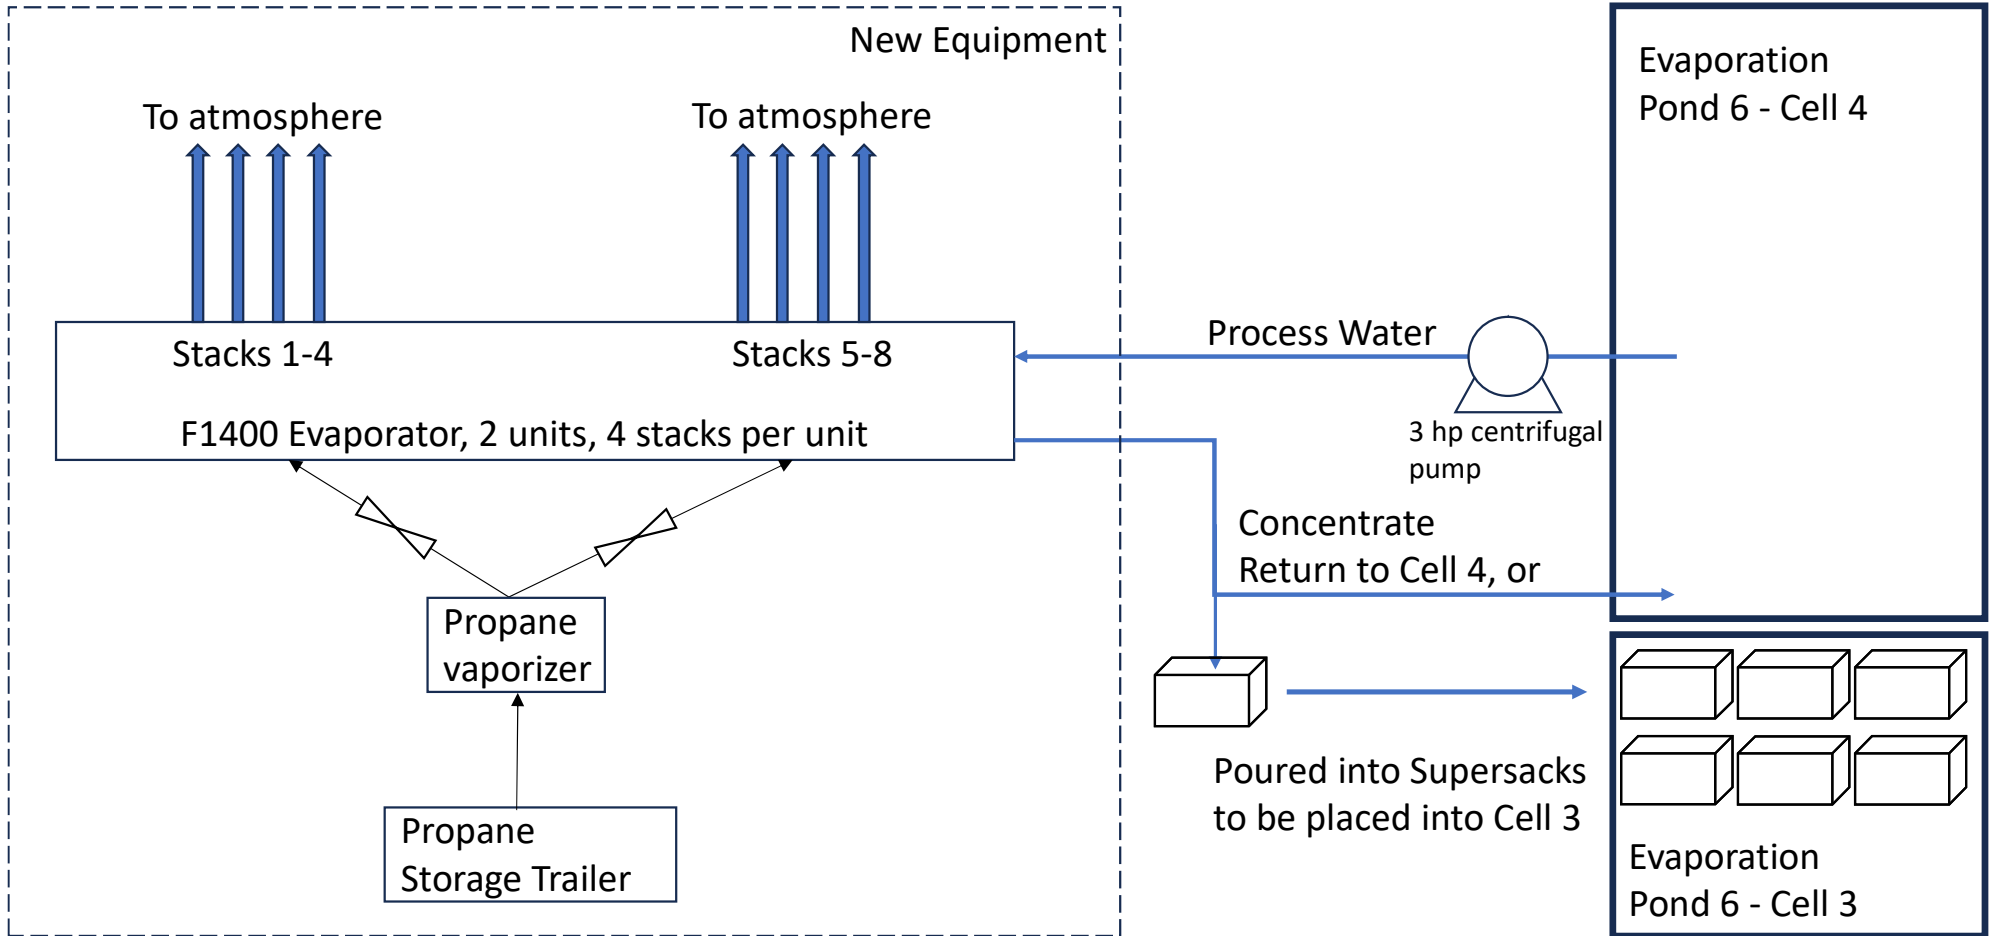 New Equipment
To atmosphere
To atmosphere
Stacks 1-4
Stacks 5-8
F1400 Evaporator, 2 units, 4 stacks per unit
Propane
vaporizer
Propane
Storage Trailer
Process Water
3 hp centrifugal
pump
Concentrate
Return to Cell 4, or
Poured into Supersacks
to be placed into Cell 3
Evaporation
Pond 6 - Cell 4
Evaporation
Pond 6 - Cell 3